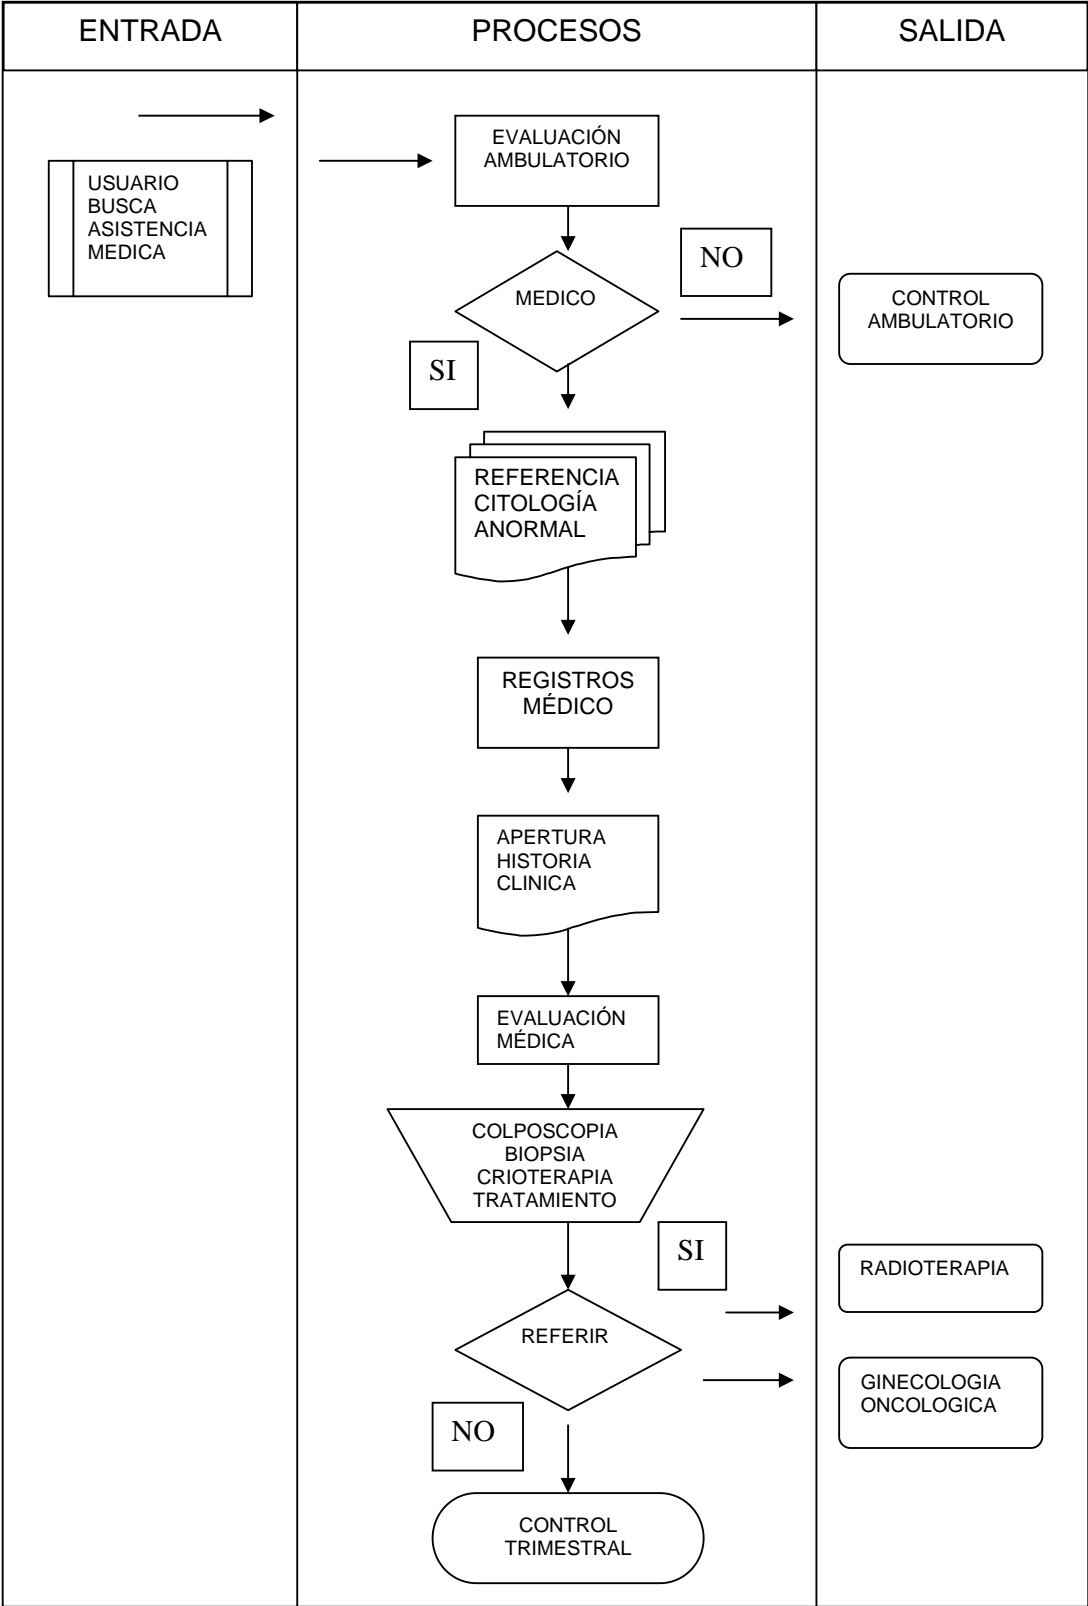 ENTRADA
PROCESOS
SALIDA
USUARIO
BUSCA
ASISTENCIA
MEDICA
EVALUACIÓN
AMBULATORIO
MEDICO
NO
CONTROL
AMBULATORIO
SI
REFERENCIA
CITOLOGÍA
ANORMAL
REGISTROS
MÉDICO
APERTURA
HISTORIA
CLINICA
EVALUACIÓN
MÉDICA
COLPOSCOPIA
BIOPSIA
CRIOTERAPIA
TRATAMIENTO
SI
RADIOTERAPIA
REFERIR
GINECOLOGIA
ONCOLOGICA
NO
CONTROL
TRIMESTRAL